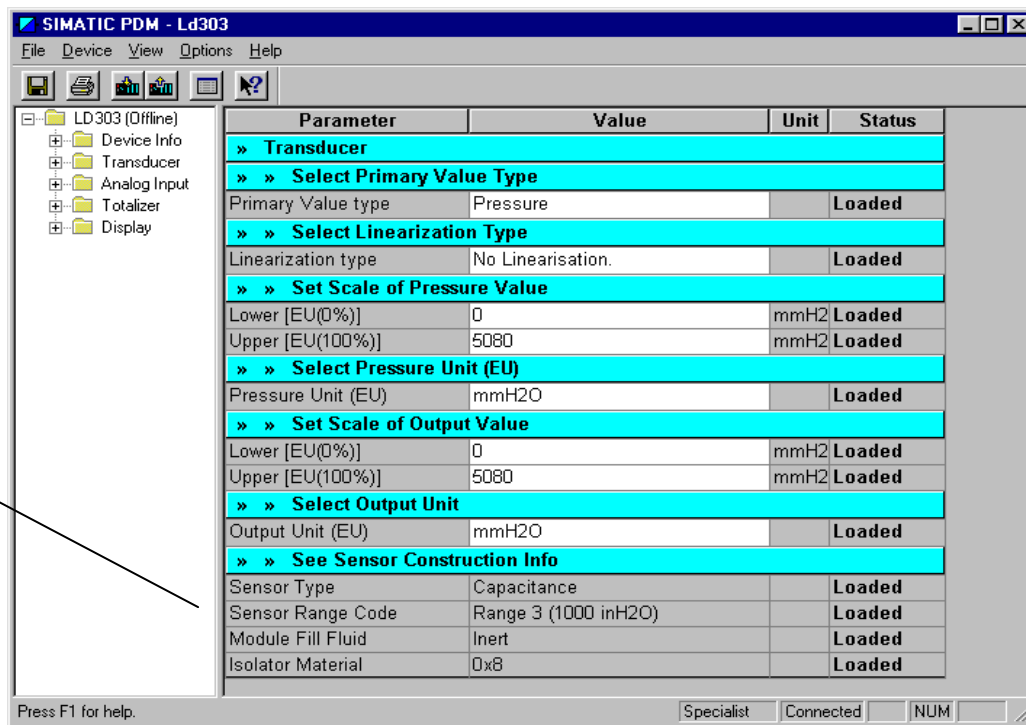 SIMATIC PDM - Ld303
File Device View Options Help
LD303 (Offline)
Device Info
Transducer
Analog Input
Totalizer
Display
Parameter Value Unit Status
» Transducer
» » Select Primary Value Type
Primary Value type Pressure Loaded
» » Select Linearization Type
Linearization type No Linearisation. Loaded
» » Set Scale of Pressure Value
Lower [EU(0%)] 0 mmH2 Loaded
Upper [EU(100%)] 5080 mmH2 Loaded
» » Select Pressure Unit (EU)
Pressure Unit (EU) mmH2O Loaded
» » Set Scale of Output Value
Lower [EU(0%)] 0 mmH2 Loaded
Upper [EU(100%)] 5080 mmH2 Loaded
» » Select Output Unit
Output Unit (EU) mmH2O Loaded
» » See Sensor Construction Info
Sensor Type Capacitance Loaded
Sensor Range Code Range 3 (1000 inH2O) Loaded
Module Fill Fluid Inert Loaded
Isolator Material 0x8 Loaded
Press F1 for help. Specialist Connected NUM